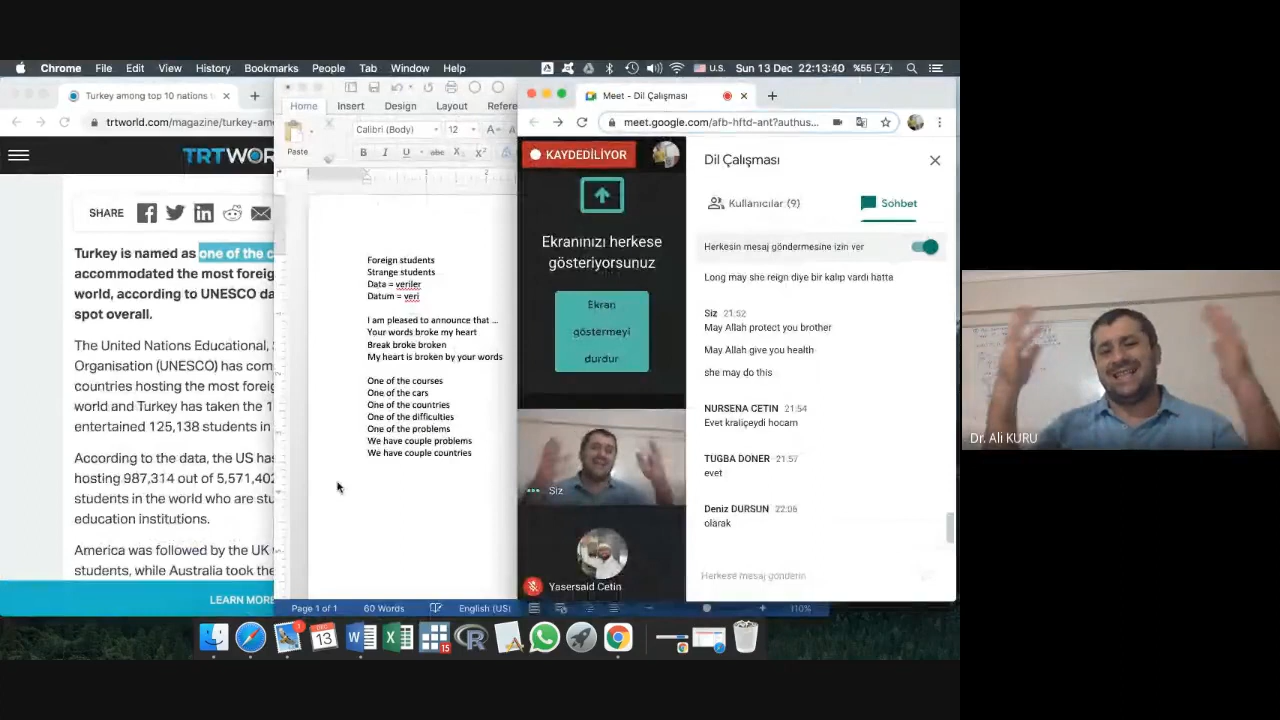 Chrome File Edit View History Bookmarks People Tab Window Help
U.S. Sun 13 Dec 22:13:40 %55
Turkey among top 10 nations
trtworld.com/magazine/turkey-am
TRTWO
SHARE
Turkey is named as one of the c
accommodated the most foreig
world, according to UNESCO da
spot overall.
The United Nations Educational,
Organisation (UNESCO) has com
countries hosting the most foreig
world and Turkey has taken the 1
entertained 125,138 students in
According to the data, the US ha
hosting 987,314 out of 5,571,402
students in the world who are stu
education institutions.
America was followed by the UK
students, while Australia took the
LEARN MORE
Home Insert Design Layout Refere
Paste
Calibri (Body) 12
B I U abc X₂ X²
Foreign students
Strange students
Data = veriler
Datum = veri
I am pleased to announce that ...
Your words broke my heart
Break broke broken
My heart is broken by your words
One of the courses
One of the cars
One of the countries
One of the difficulties
One of the problems
We have couple problems
We have couple countries
Page 1 of 1 60 Words English (US)
110%
Meet - Dil Çalışması
meet.google.com/afb-hftd-ant?authus...
KAYDEDİLİYOR
Ekranınızı herkese
gösteriyorsunuz
Ekran
göstermeyi
durdur
Siz
Yasersaid Cetin
Dil Çalışması
Kullanıcılar (9) Sohbet
Herkesin mesaj göndermesine izin ver
Long may she reign diye bir kalıp vardı hatta
Siz 21:52
May Allah protect you brother
May Allah give you health
she may do this
NURSENA CETIN 21:54
Evet kraliçeydi hocam
TUGBA DONER 21:57
evet
Deniz DURSUN 22:06
olarak
Herkese mesaj gönderin
DEC
13
15
Dr. Ali KURU